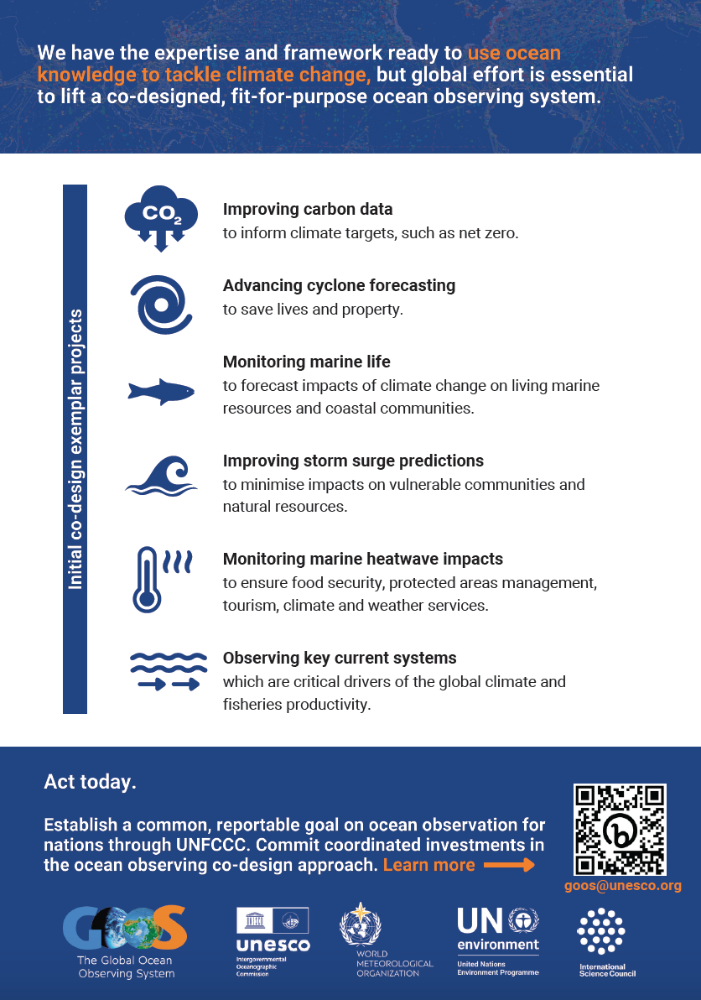 We have the expertise and framework ready to use ocean
knowledge to tackle climate change, but global effort is essential
to lift a co-designed, fit-for-purpose ocean observing system.
Initial co-design exemplar projects
CO2
Improving carbon data
to inform climate targets, such as net zero.
Advancing cyclone forecasting
to save lives and property.
Monitoring marine life
to forecast impacts of climate change on living marine
resources and coastal communities.
Improving storm surge predictions
to minimise impacts on vulnerable communities and
natural resources.
Monitoring marine heatwave impacts
to ensure food security, protected areas management,
tourism, climate and weather services.
Observing key current systems
which are critical drivers of the global climate and
fisheries productivity.
Act today.
Establish a common, reportable goal on ocean observation for
nations through UNFCCC. Commit coordinated investments in
the ocean observing co-design approach. Learn more
b
goos@unesco.org
GOOS
The Global Ocean
Observing System
unesco
Intergovernmental
Oceanographic
Commission
WORLD
METEOROLOGICAL
ORGANIZATION
UN
environment
United Nations
Environment Programme
International
Science Council